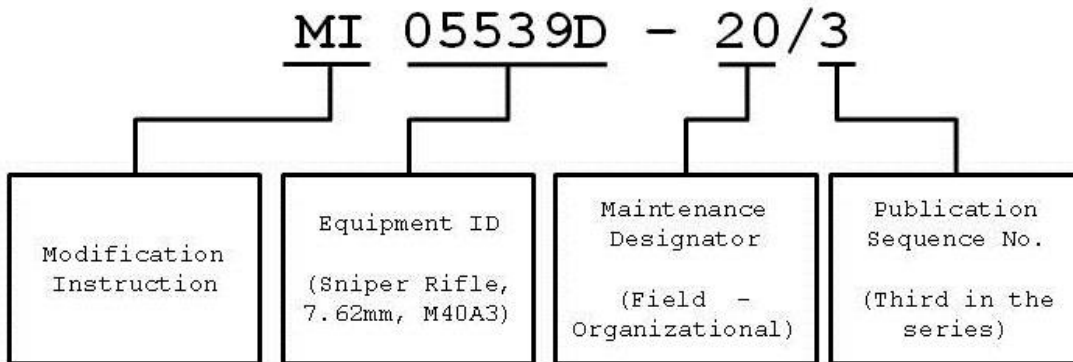 MI 05539D - 20/3
Modification
Instruction
Equipment ID
(Sniper Rifle,
7.62mm, M40A3)
Maintenance
Designator
(Field -
Organizational)
Publication
Sequence No.
(Third in the
series)